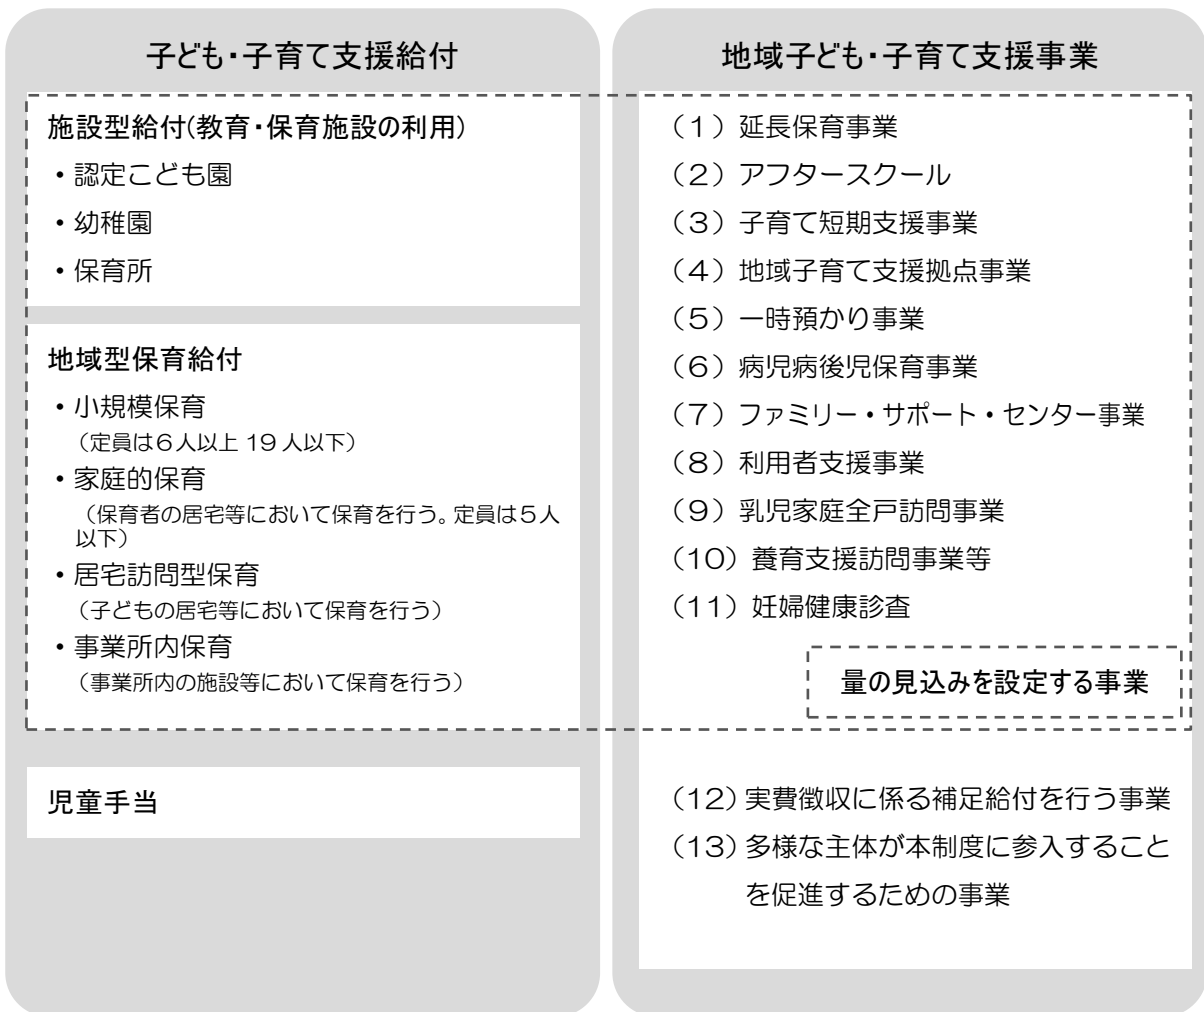 子ども・子育て支援給付
施設型給付(教育・保育施設の利用)
・認定こども園
・幼稚園
・保育所
地域型保育給付
・小規模保育
（定員は６人以上 19 人以下）
・家庭的保育
（保育者の居宅等において保育を行う。定員は５人
以下）
・居宅訪問型保育
（子どもの居宅等において保育を行う）
・事業所内保育
（事業所内の施設等において保育を行う）
児童手当
地域子ども・子育て支援事業
（１）延長保育事業
（２）アフタースクール
（３）子育て短期支援事業
（４）地域子育て支援拠点事業
（５）一時預かり事業
（６）病児病後児保育事業
（７）ファミリー・サポート・センター事業
（８）利用者支援事業
（９）乳児家庭全戸訪問事業
（10）養育支援訪問事業等
（11）妊婦健康診査
量の見込みを設定する事業
（12）実費徴収に係る補足給付を行う事業
（13）多様な主体が本制度に参入すること
を促進するための事業